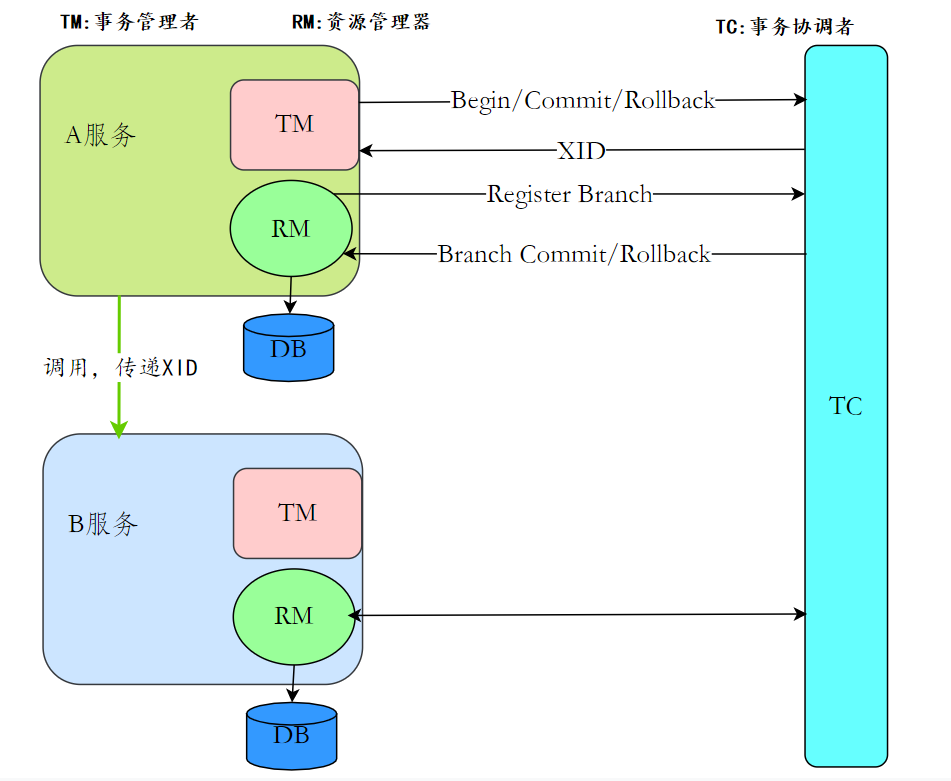 TM:事务管理者
RM:资源管理器
TC:事务协调者
A服务
TM
Begin/Commit/Rollback
XID
Register Branch
RM
Branch Commit/Rollback
DB
调用，传递XID
TC
B服务
TM
RM
DB